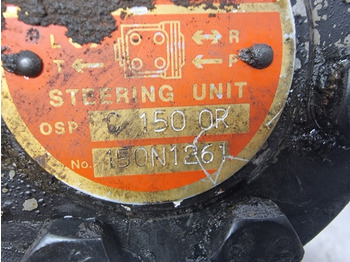 L R
T P
STEERING UNIT
OSP C 150 OR
No. 150N1261